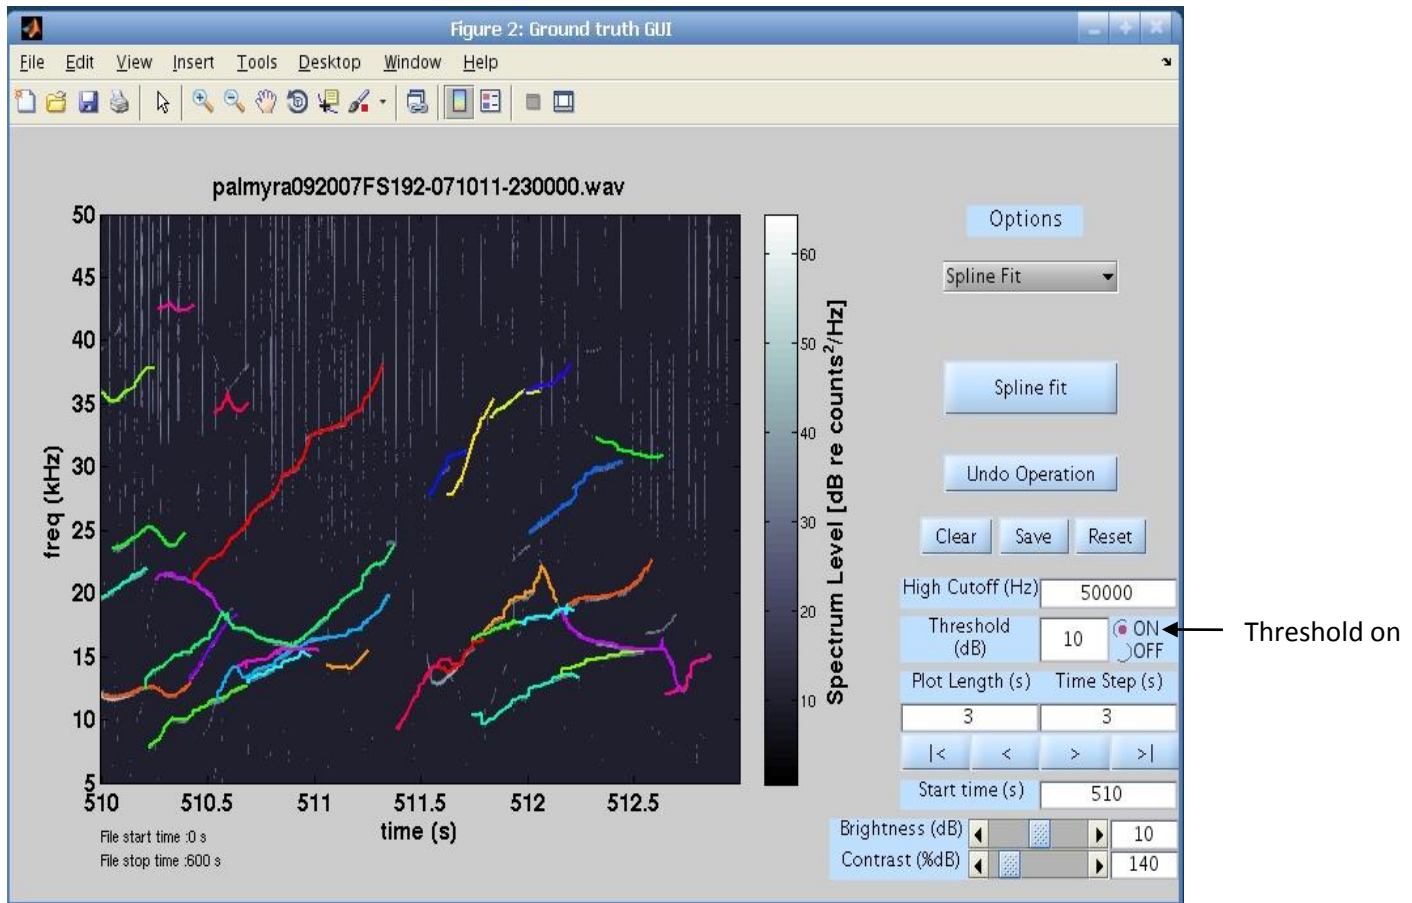 Figure 2: Ground truth GUI
File Edit View Insert Tools Desktop Window Help
palmyra092007FS192-071011-230000.wav
50
45
40
35
30
25
20
15
10
5
freq (kHz)
510 510.5 511 511.5 512 512.5
time (s)
File start time :0 s
File stop time :600 s
60
50
40
30
20
10
Spectrum Level [dB re counts²/Hz]
Options
Spline Fit
Spline fit
Undo Operation
Clear Save Reset
High Cutoff (Hz) 50000
Threshold (dB) 10 ON OFF
Threshold on
Plot Length (s) Time Step (s)
3 3
|< < > >|
Start time (s) 510
Brightness (dB) 10
Contrast (%dB) 140